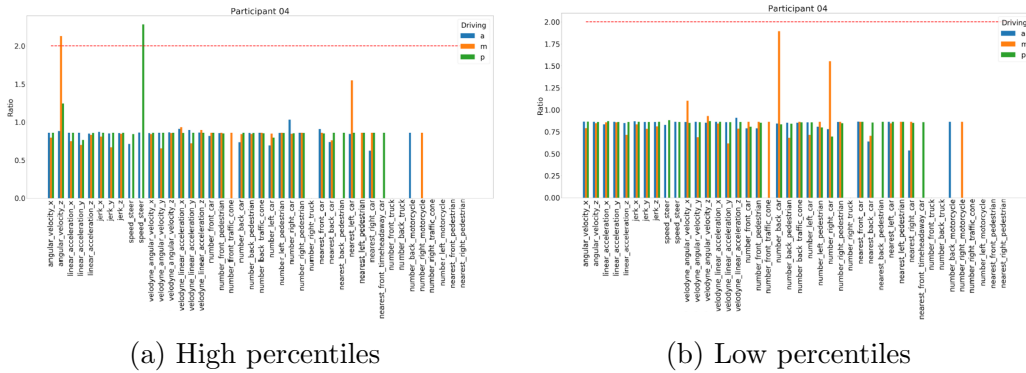 Participant 04
Driving
a
m
p
Ratio
2.0
1.5
1.0
0.5
0.0
angular_velocity_x
angular_velocity_z
linear_acceleration_x
linear_acceleration_y
linear_acceleration_z
jerk_x
jerk_y
jerk_z
speed_steer
speed_steer
velodyne_angular_velocity_x
velodyne_angular_velocity_y
velodyne_angular_velocity_z
velodyne_linear_acceleration_x
velodyne_linear_acceleration_y
velodyne_linear_acceleration_z
number_front_car
number_front_pedestrian
number_front_traffic_cone
number_back_car
number_back_pedestrian
number_back_traffic_cone
number_left_car
number_left_pedestrian
number_right_car
number_right_pedestrian
number_right_truck
nearest_front_car
nearest_back_car
nearest_back_pedestrian
nearest_left_car
nearest_left_pedestrian
nearest_right_car
nearest_front_timeheadaway_car
number_front_truck
number_back_truck
number_back_motorcycle
number_right_motorcycle
number_right_traffic_cone
number_left_motorcycle
nearest_front_pedestrian
nearest_right_pedestrian
(a) High percentiles
Participant 04
Driving
a
m
p
Ratio
2.00
1.75
1.50
1.25
1.00
0.75
0.50
0.25
0.00
angular_velocity_x
angular_velocity_z
linear_acceleration_x
linear_acceleration_y
linear_acceleration_z
jerk_x
jerk_y
jerk_z
speed_steer
speed_steer
velodyne_angular_velocity_x
velodyne_angular_velocity_y
velodyne_angular_velocity_z
velodyne_linear_acceleration_x
velodyne_linear_acceleration_y
velodyne_linear_acceleration_z
number_front_car
number_front_pedestrian
number_front_traffic_cone
number_back_car
number_back_pedestrian
number_back_traffic_cone
number_left_car
number_left_pedestrian
number_right_car
number_right_pedestrian
number_right_truck
nearest_front_car
nearest_back_car
nearest_back_pedestrian
nearest_left_car
nearest_left_pedestrian
nearest_right_car
nearest_front_timeheadaway_car
number_front_truck
number_back_truck
number_back_motorcycle
number_right_motorcycle
number_right_traffic_cone
number_left_motorcycle
nearest_front_pedestrian
nearest_right_pedestrian
(b) Low percentiles